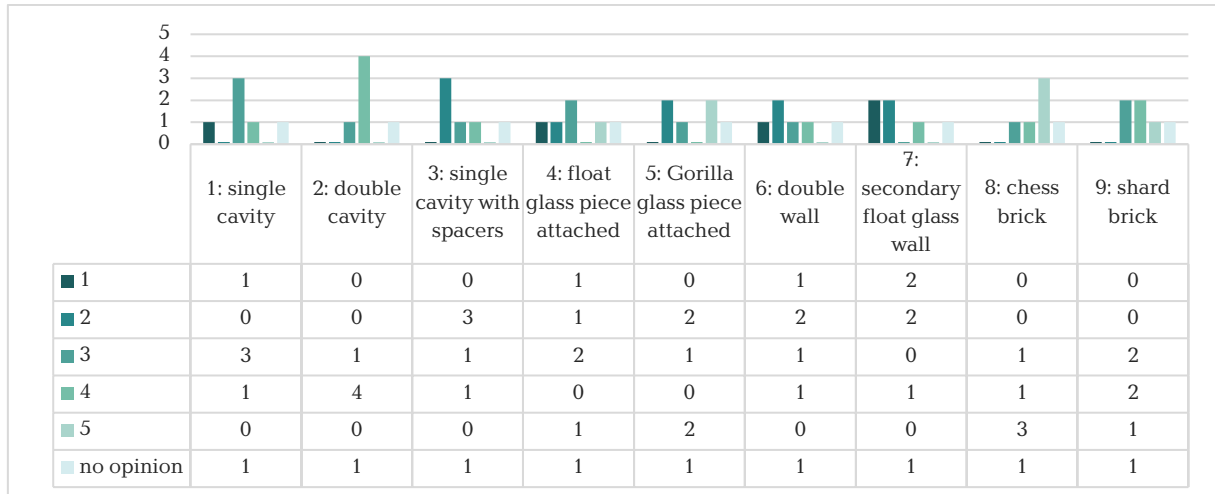 5
4
3
2
1
0
1: single cavity
2: double cavity
3: single cavity with spacers
4: float glass piece attached
5: Gorilla glass piece attached
6: double wall
7: secondary float glass wall
8: chess brick
9: shard brick
1 1 0 0 1 0 1 2 0 0
2 0 0 3 1 2 2 2 0 0
3 3 1 1 2 1 1 0 1 2
4 1 4 1 0 0 1 1 1 2
5 0 0 0 1 2 0 0 3 1
no opinion 1 1 1 1 1 1 1 1 1